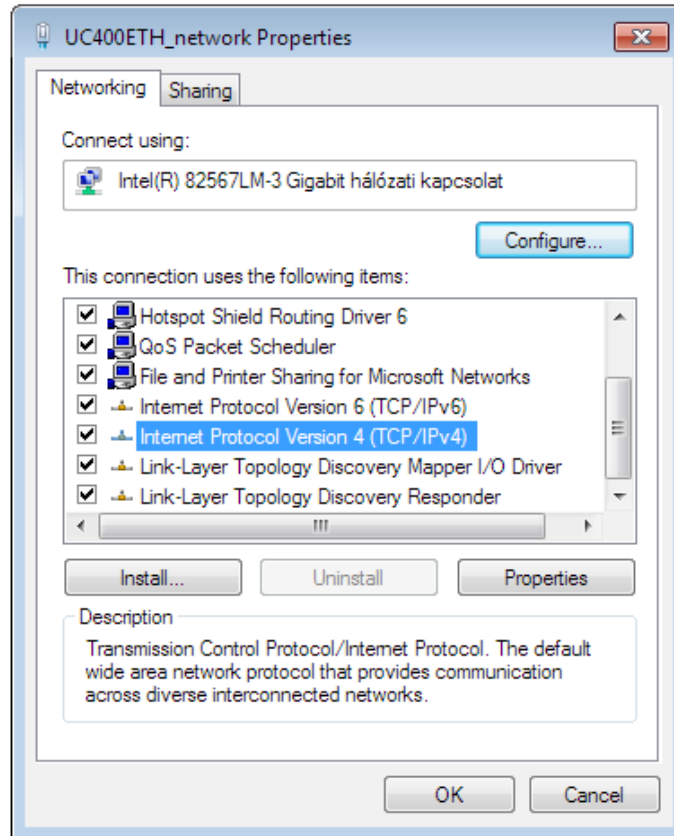 UC400ETH_network Properties
Networking
Sharing
Connect using:
Intel(R) 82567LM-3 Gigabit hálózati kapcsolat
Configure...
This connection uses the following items:
Hotspot Shield Routing Driver 6
QoS Packet Scheduler
File and Printer Sharing for Microsoft Networks
Internet Protocol Version 6 (TCP/IPv6)
Internet Protocol Version 4 (TCP/IPv4)
Link-Layer Topology Discovery Mapper I/O Driver
Link-Layer Topology Discovery Responder
Install...
Uninstall
Properties
Description
Transmission Control Protocol/Internet Protocol. The default
wide area network protocol that provides communication
across diverse interconnected networks.
OK
Cancel